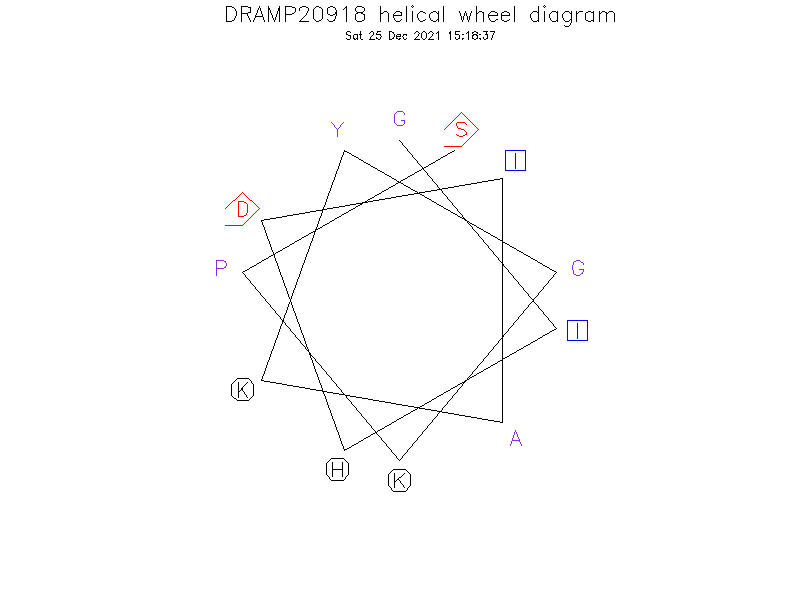 DRAMP20918 helical wheel diagram
Sat 25 Dec 2021 15:18:37
G
S
Y
I
D
P
G
I
K
A
H
K